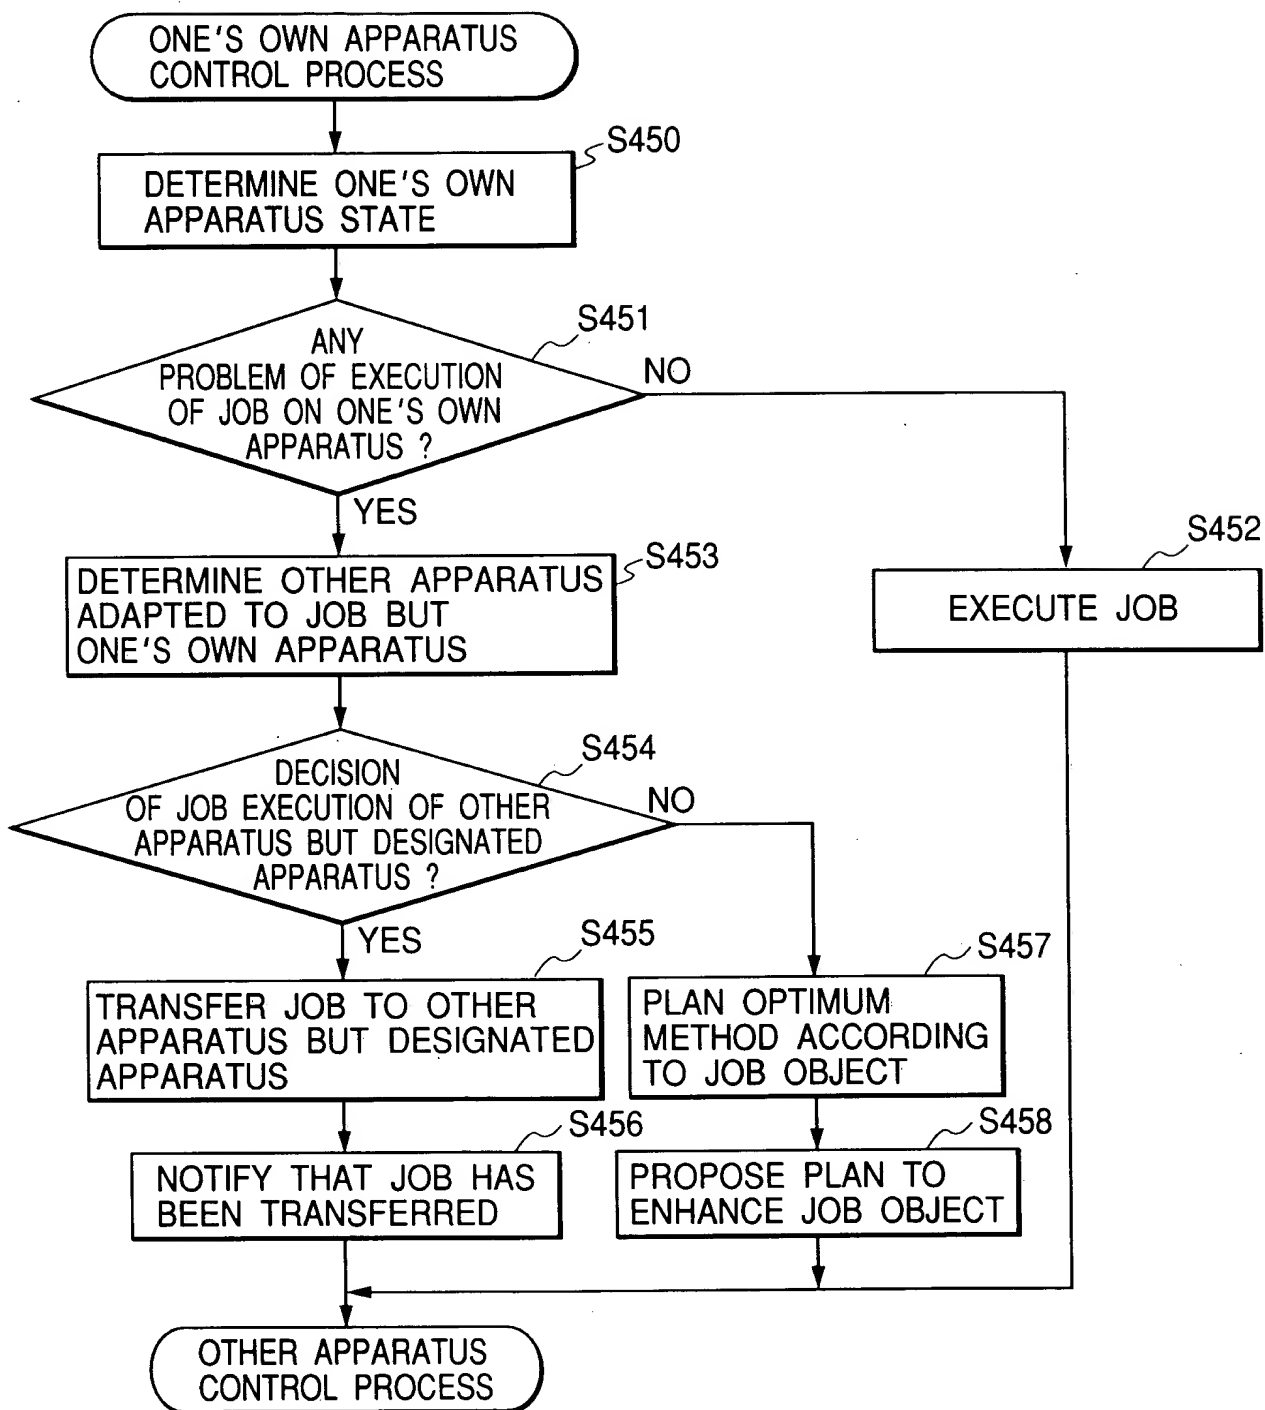 ONE'S OWN APPARATUS
CONTROL PROCESS
S450
DETERMINE ONE'S OWN
APPARATUS STATE
S451
ANY
PROBLEM OF EXECUTION
OF JOB ON ONE'S OWN
APPARATUS ?
NO
YES
S452
EXECUTE JOB
S453
DETERMINE OTHER APPARATUS
ADAPTED TO JOB BUT
ONE'S OWN APPARATUS
S454
DECISION
OF JOB EXECUTION OF OTHER
APPARATUS BUT DESIGNATED
APPARATUS ?
NO
YES
S455
TRANSFER JOB TO OTHER
APPARATUS BUT DESIGNATED
APPARATUS
S457
PLAN OPTIMUM
METHOD ACCORDING
TO JOB OBJECT
S456
NOTIFY THAT JOB HAS
BEEN TRANSFERRED
S458
PROPOSE PLAN TO
ENHANCE JOB OBJECT
OTHER APPARATUS
CONTROL PROCESS